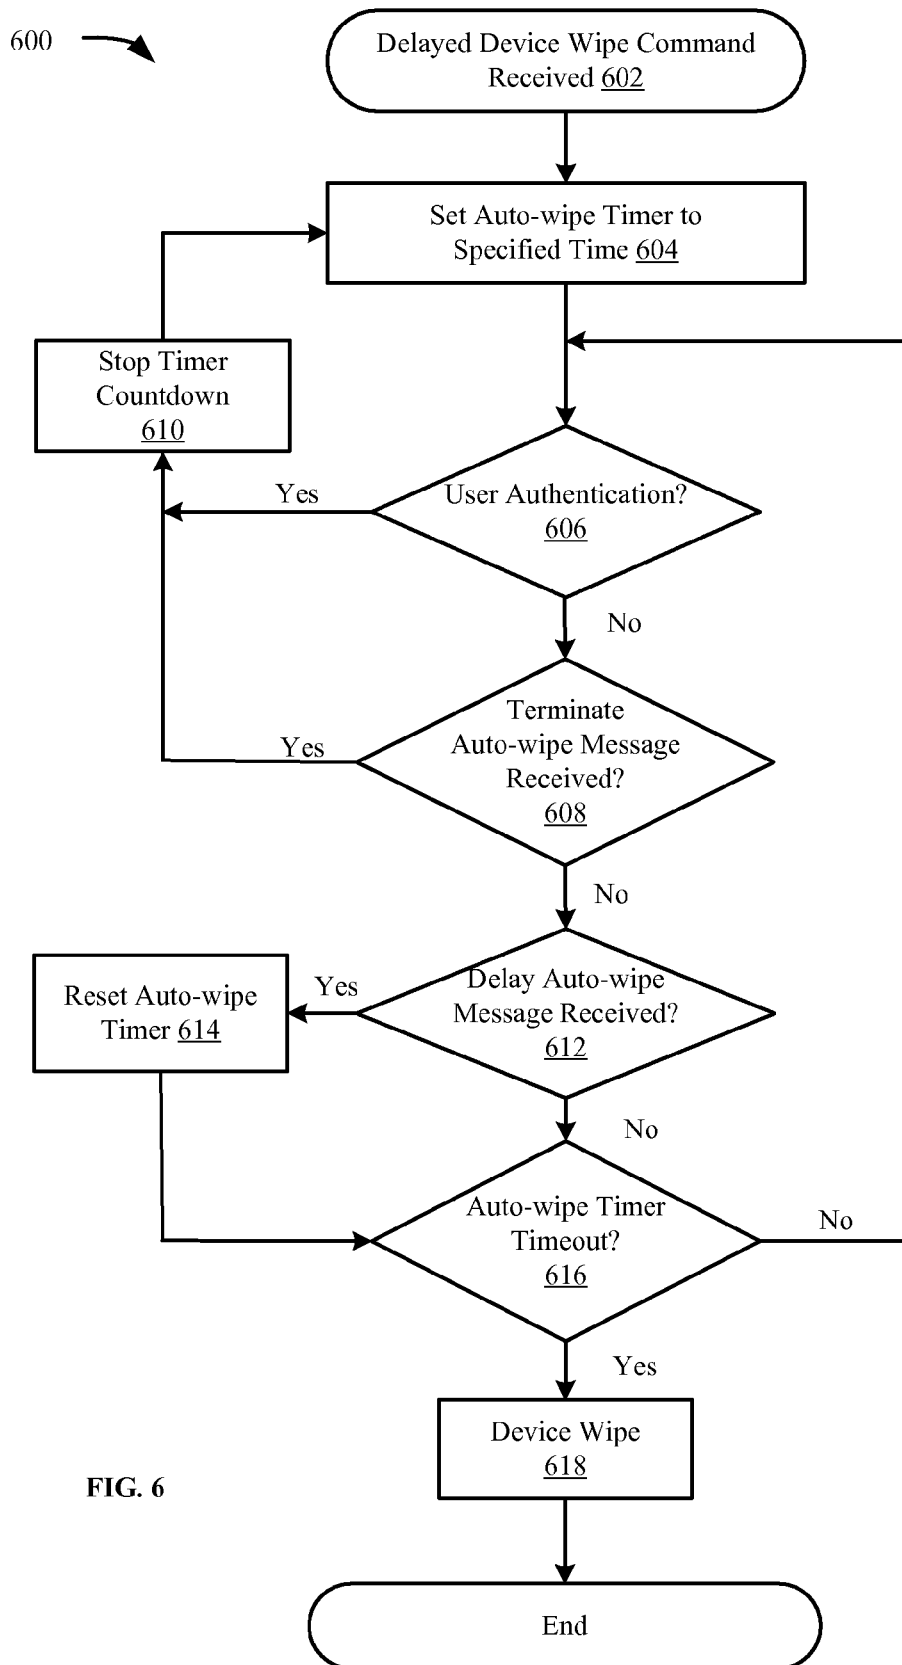 600
Delayed Device Wipe Command
Received 602
Set Auto-wipe Timer to
Specified Time 604
Stop Timer
Countdown
610
Yes
User Authentication?
606
No
Yes
Terminate
Auto-wipe Message
Received?
608
No
Reset Auto-wipe
Timer 614
Yes
Delay Auto-wipe
Message Received?
612
No
Auto-wipe Timer
Timeout?
616
No
Yes
Device Wipe
618
FIG. 6
End